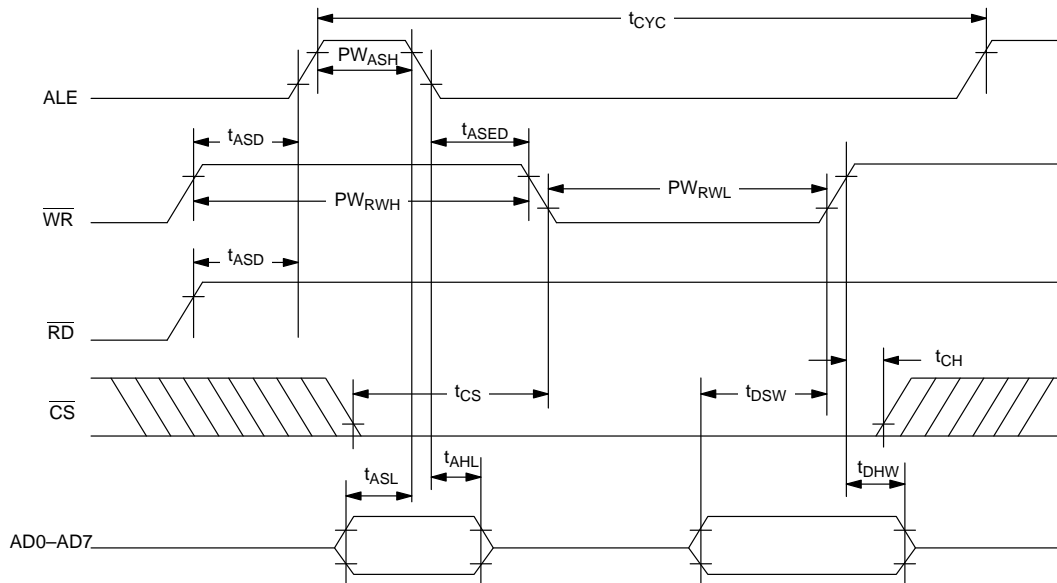 tCYC
PWASH
ALE
tASD
tASED
WR
PWRWH
PWRWL
tASD
RD
tCH
CS
tCS
tDSW
tASL
tAHL
tDHW
AD0–AD7